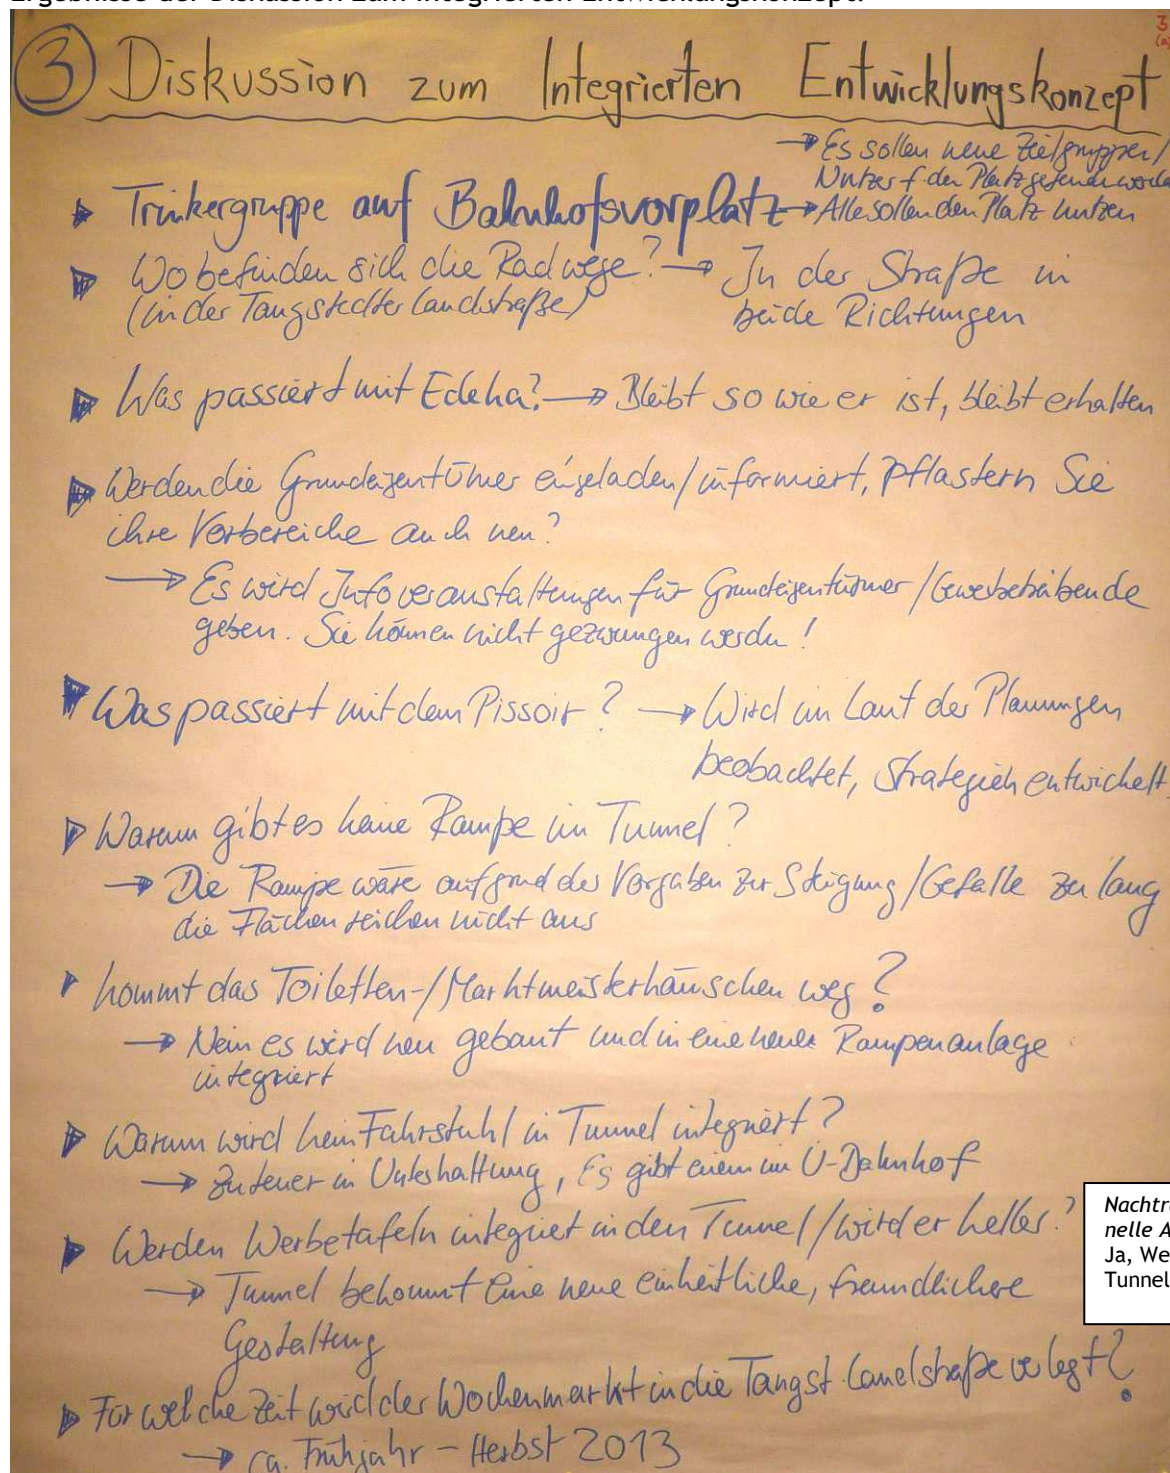 Ergebnisse der Diskussion zum Integrierten Entwicklungskonzept:
3
(a)
3 Diskussion zum Integrierten Entwicklungskonzept
→ Es sollen neue Zielgruppen/
Nutzer f. den Platz gefunden werden
Trinkergruppe auf Bahnhofsvorplatz → Alle sollen den Platz nutzen
Wo befinden sich die Radwege? → In der Straße in
(in der Tangstedter Landstraße) beide Richtungen
Was passiert mit Edeka? → Bleibt so wie er ist, bleibt erhalten
Werden die Grundeigentümer eingeladen/informiert, pflastern Sie
ihre Vorbereiche auch neu?
→ Es wird Infoveranstaltungen für Grundeigentümer/Gewerbetreibende
geben. Sie können nicht gezwungen werden!
Was passiert mit dem Pissoir? → Wird im Lauf der Planungen
beobachtet, Strategien entwickelt
Warum gibt es keine Rampe im Tunnel?
→ Die Rampe wäre aufgrund der Vorgaben zur Steigung/Gefälle zu lang
die Flächen reichen nicht aus
Kommt das Toiletten-/Marktmeisterhäuschen weg?
→ Nein es wird neu gebaut und in eine neue Rampenanlage
integriert
Warum wird kein Fahrstuhl in Tunnel integriert?
→ Zu teuer in Unterhaltung, Es gibt einen im U-Bahnhof
Werden Werbetafeln integriert in den Tunnel/wird er heller?
→ Tunnel bekommt eine neue einheitliche, freundlichere
Gestaltung
Für welche Zeit wird der Wochenmarkt in die Tangst. Landstraße verlegt?
→ ca. Frühjahr - Herbst 2013
nelle A
Ja, We
Tunnel